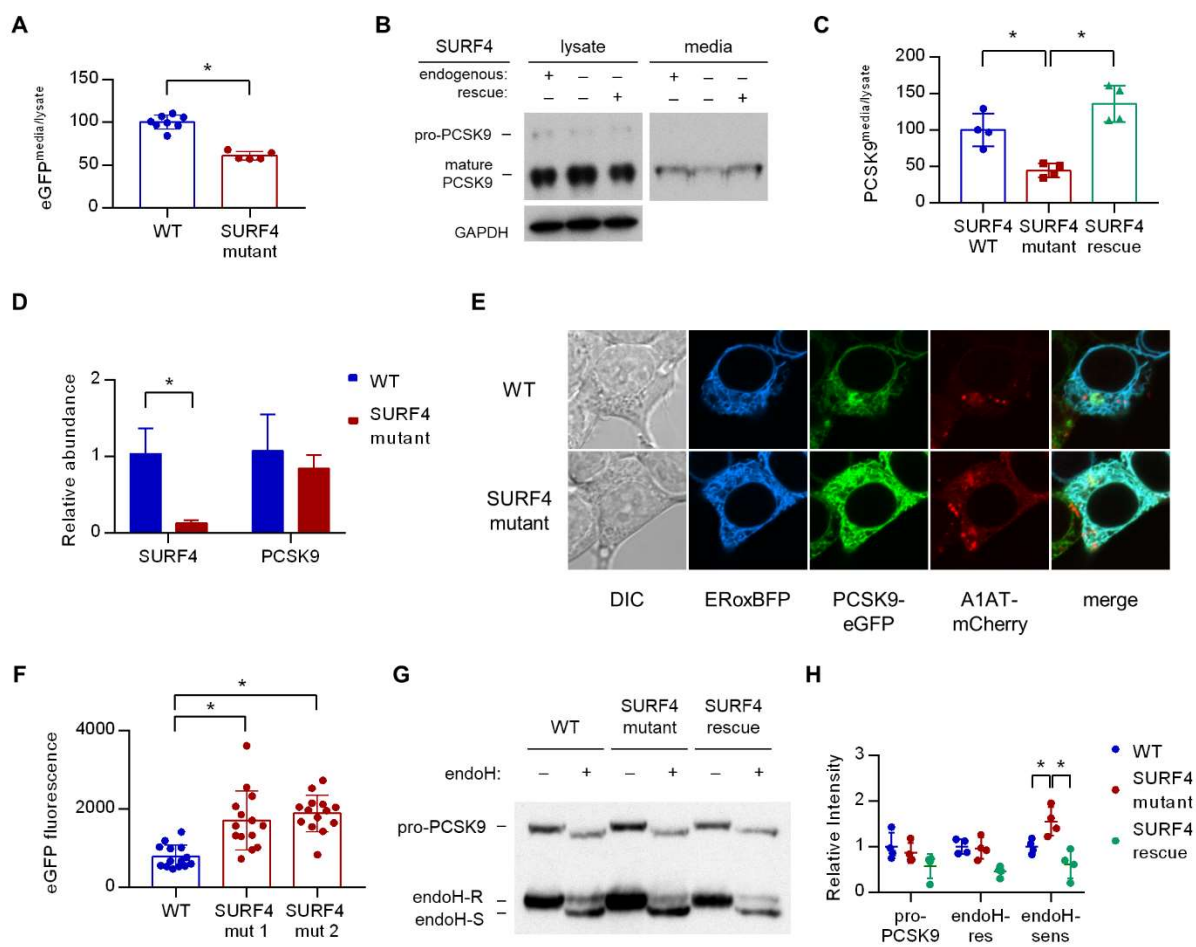 A
eGFP^media/lysate
150
100
50
0
*
WT
SURF4 mutant
B
SURF4
lysate
media
endogenous:
+ – – + – –
rescue:
– – + – – +
pro-PCSK9 –
mature PCSK9 –
GAPDH
C
PCSK9^media/lysate
200
150
100
50
0
* *
SURF4 WT
SURF4 mutant
SURF4 rescue
D
Relative abundance
2
1
0
*
WT
SURF4 mutant
SURF4
PCSK9
E
WT
SURF4 mutant
DIC
ERoxBFP
PCSK9-eGFP
A1AT-mCherry
merge
F
eGFP fluorescence
4000
2000
0
*
*
WT
SURF4 mut 1
SURF4 mut 2
G
WT
SURF4 mutant
SURF4 rescue
endoH: – + – + – +
pro-PCSK9 –
endoH-R –
endoH-S –
H
Relative Intensity
3
2
1
0
* *
WT
SURF4 mutant
SURF4 rescue
pro-PCSK9
endoH-res
endoH-sens